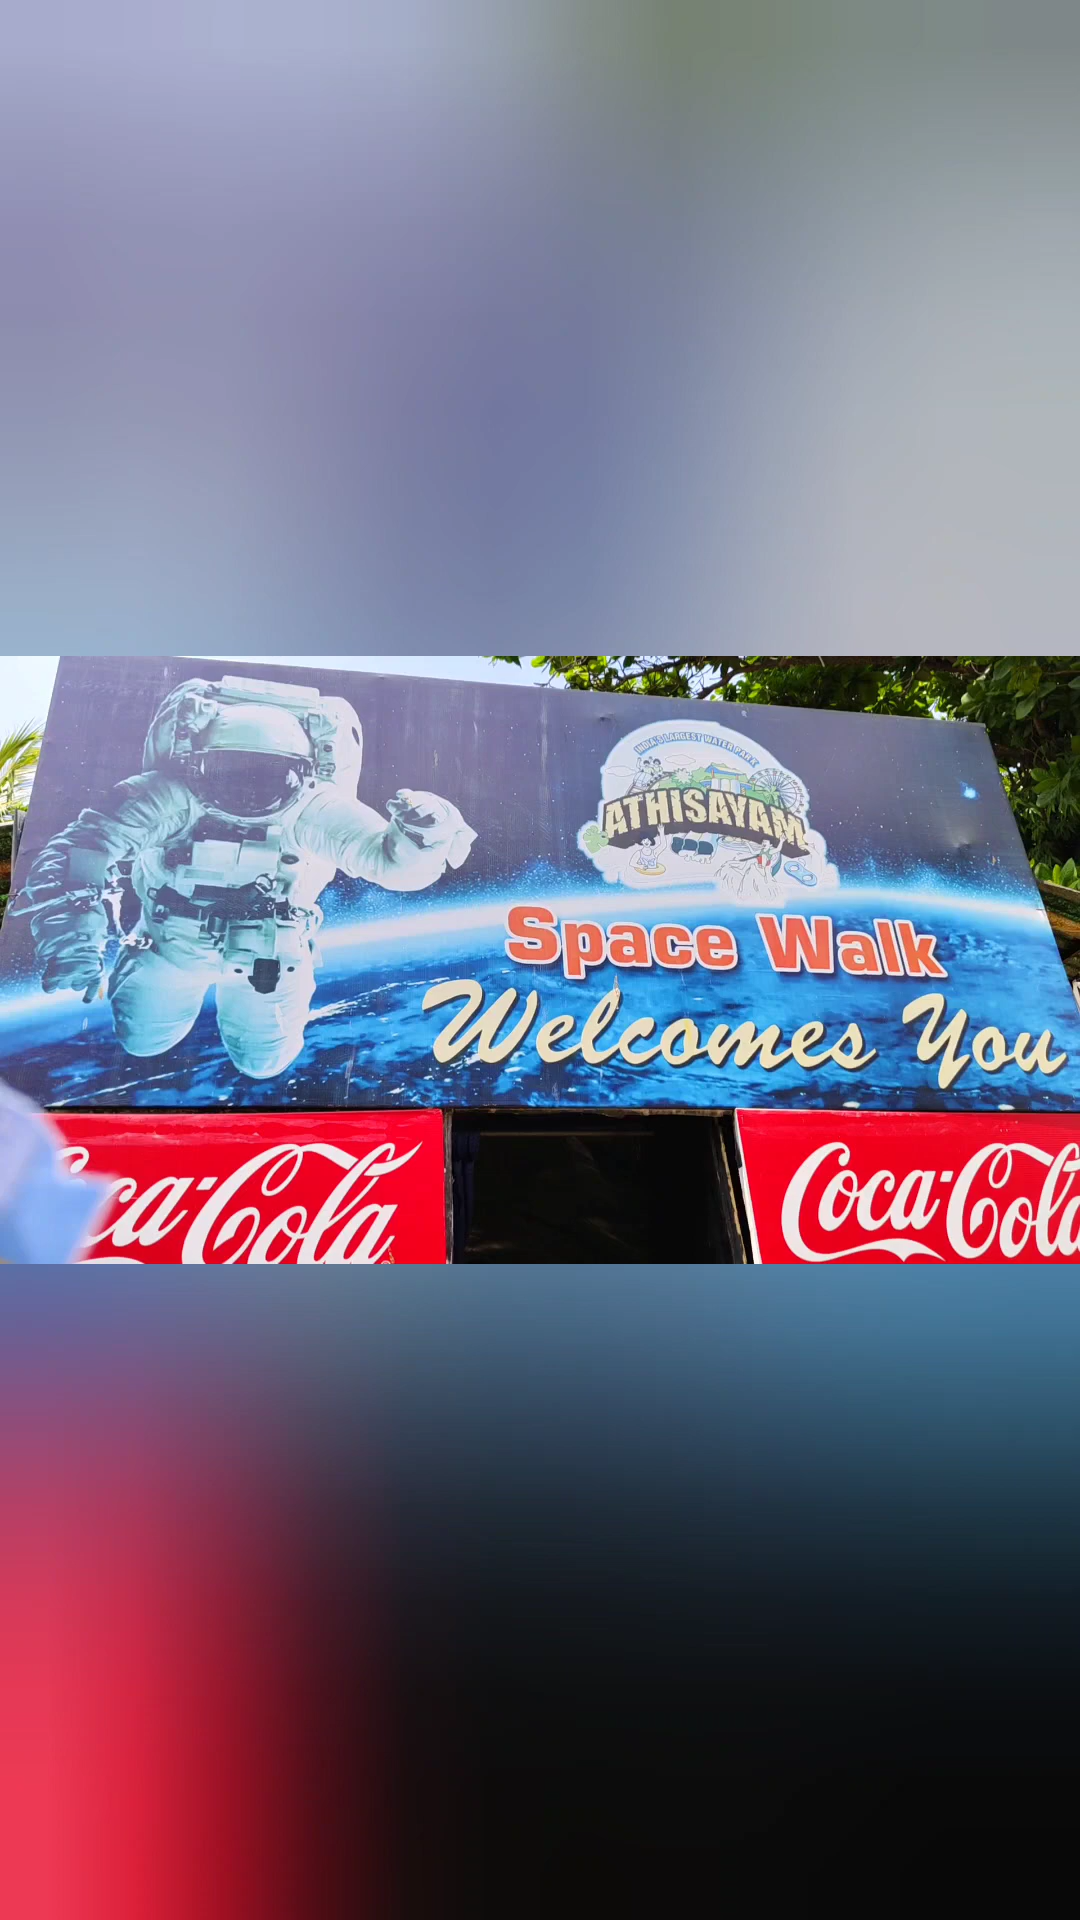 INDIA'S LARGEST WATER PARK
ATHISAYAM
Space Walk
Welcomes You
Coca-Cola
Coca-Cola